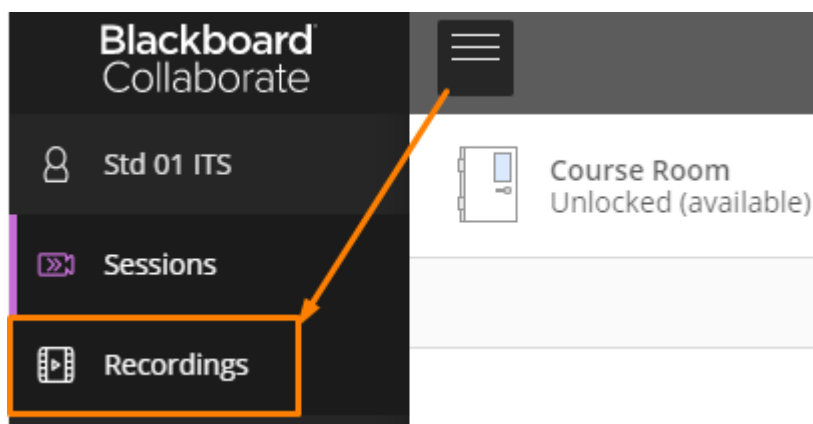 Blackboard
Collaborate
Std 01 ITS
Sessions
Recordings
Course Room
Unlocked (available)